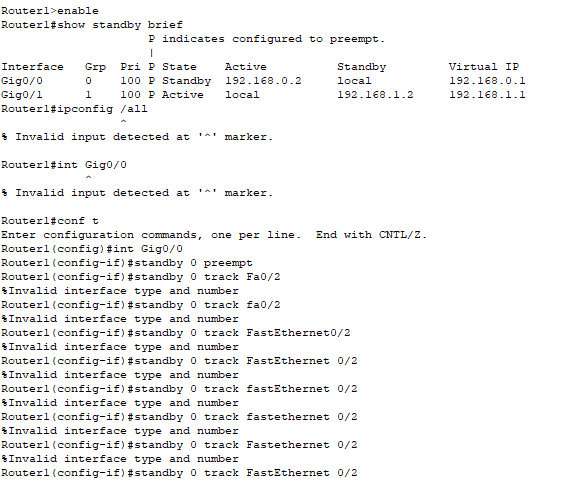 Router1>enable
Router1#show standby brief
P indicates configured to preempt.
|
Interface Grp Pri P State Active Standby Virtual IP
Gig0/0 0 100 P Standby 192.168.0.2 local 192.168.0.1
Gig0/1 1 100 P Active local 192.168.1.2 192.168.1.1
Router1#ipconfig /all
^
% Invalid input detected at '^' marker.
Router1#int Gig0/0
^
% Invalid input detected at '^' marker.
Router1#conf t
Enter configuration commands, one per line. End with CNTL/Z.
Router1(config)#int Gig0/0
Router1(config-if)#standby 0 preempt
Router1(config-if)#standby 0 track Fa0/2
%Invalid interface type and number
Router1(config-if)#standby 0 track fa0/2
%Invalid interface type and number
Router1(config-if)#standby 0 track FastEthernet0/2
%Invalid interface type and number
Router1(config-if)#standby 0 track FastEthernet 0/2
%Invalid interface type and number
Router1(config-if)#standby 0 track fastEthernet 0/2
%Invalid interface type and number
Router1(config-if)#standby 0 track fastethernet 0/2
%Invalid interface type and number
Router1(config-if)#standby 0 track Fastethernet 0/2
%Invalid interface type and number
Router1(config-if)#standby 0 track FastEthernet 0/2